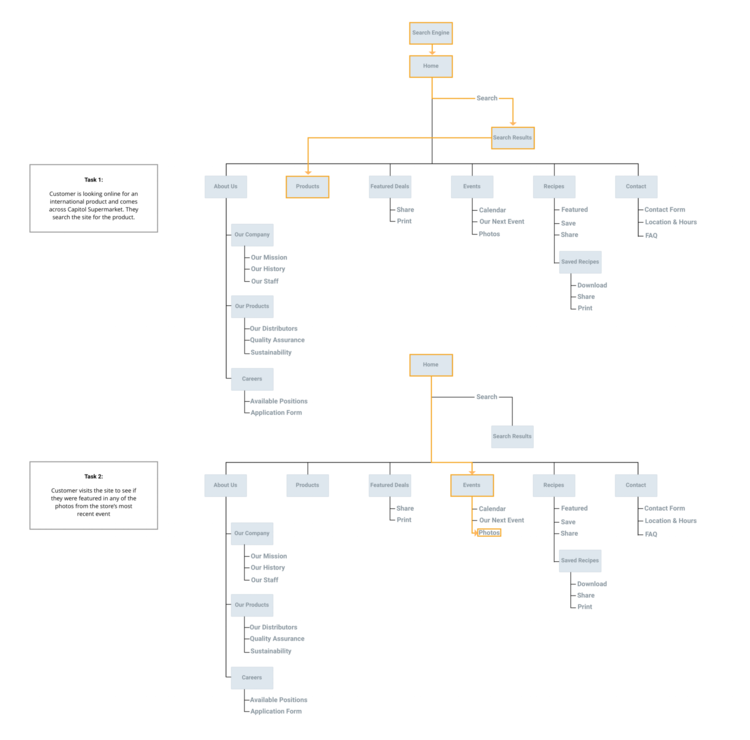 Search Engine
Home
Search
Search Results
Task 1:
Customer is looking online for an
international product and comes
across Capitol Supermarket. They
search the site for the product.
About Us
Products
Featured Deals
Events
Recipes
Contact
Share
Print
Calendar
Our Next Event
Photos
Featured
Save
Share
Contact Form
Location & Hours
FAQ
Our Company
Our Mission
Our History
Our Staff
Saved Recipes
Download
Share
Print
Our Products
Our Distributors
Quality Assurance
Sustainability
Careers
Available Positions
Application Form
Home
Search
Search Results
Task 2:
Customer visits the site to see if
they were featured in any of the
photos from the store's most
recent event
About Us
Products
Featured Deals
Events
Recipes
Contact
Share
Print
Calendar
Our Next Event
Photos
Featured
Save
Share
Contact Form
Location & Hours
FAQ
Our Company
Our Mission
Our History
Our Staff
Saved Recipes
Download
Share
Print
Our Products
Our Distributors
Quality Assurance
Sustainability
Careers
Available Positions
Application Form